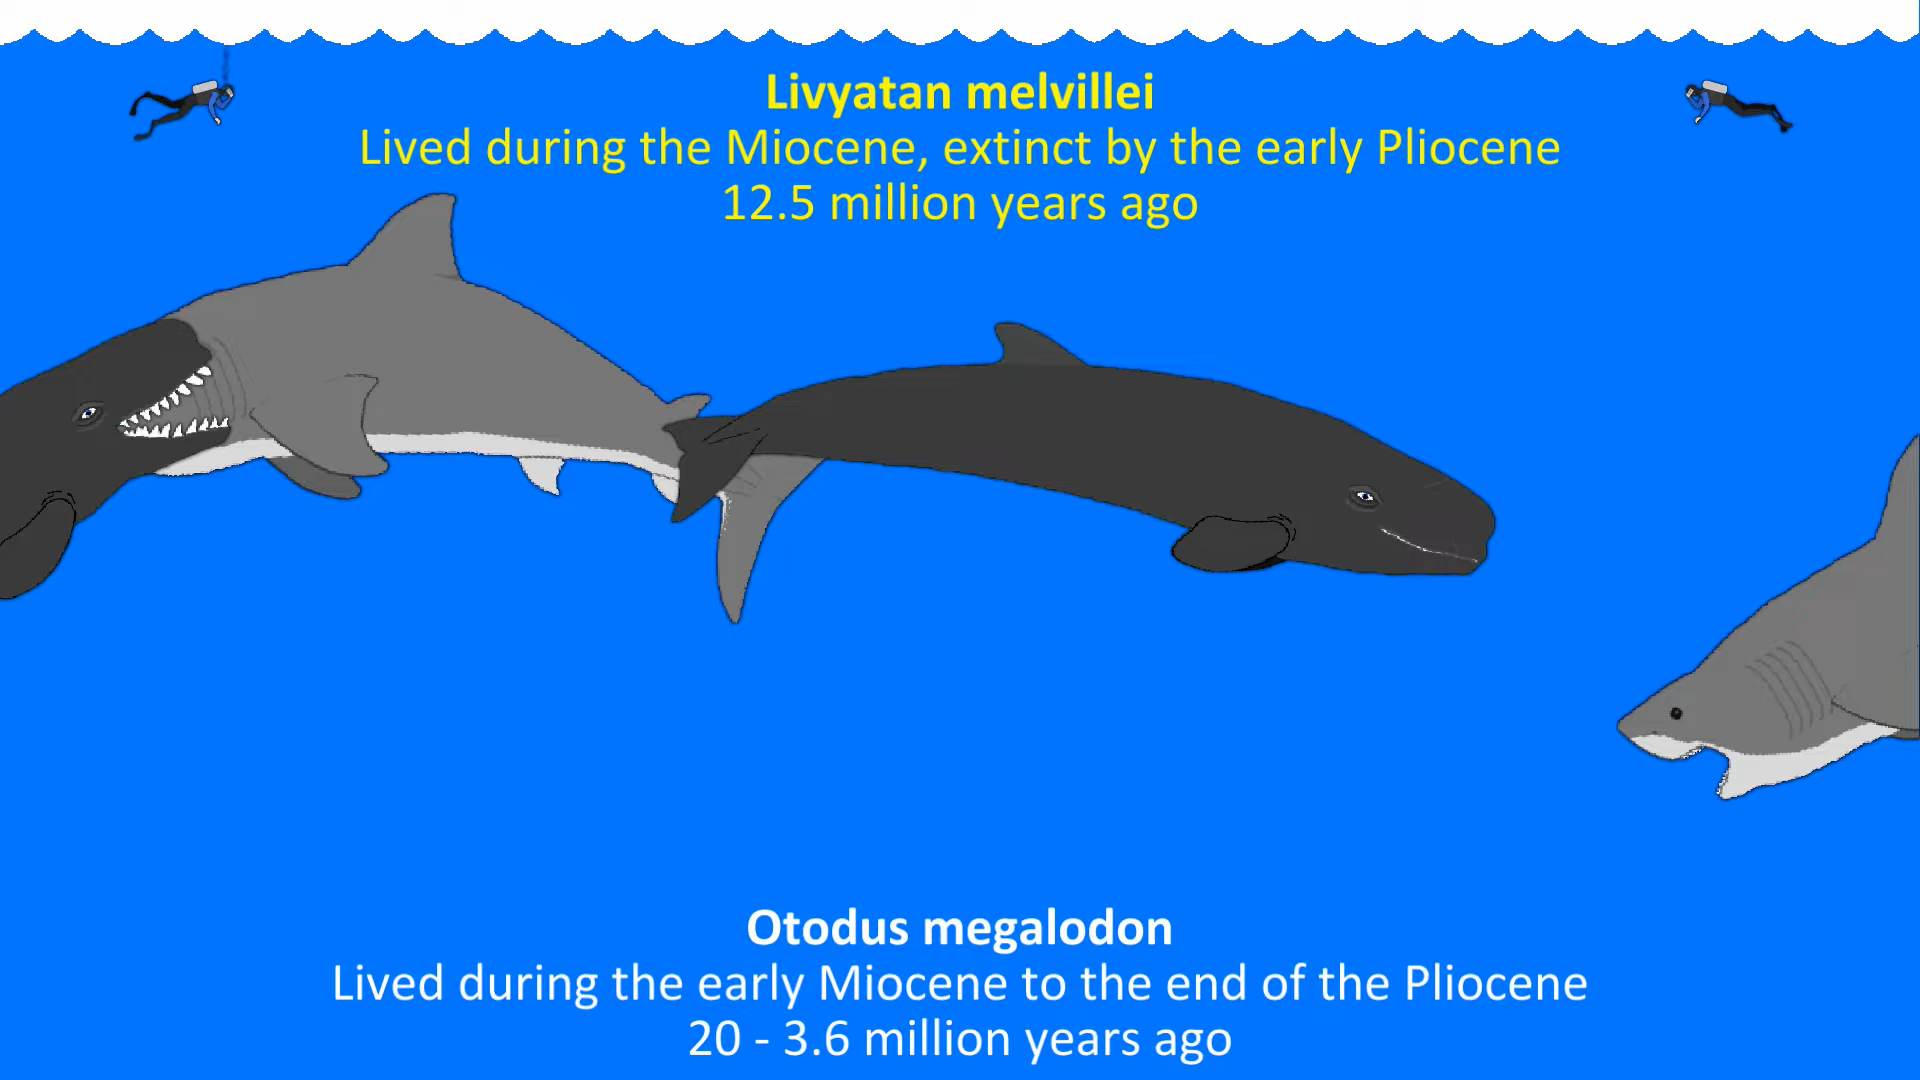 Livyatan melvillei
Lived during the Miocene, extinct by the early Pliocene
12.5 million years ago
Otodus megalodon
Lived during the early Miocene to the end of the Pliocene
20 - 3.6 million years ago